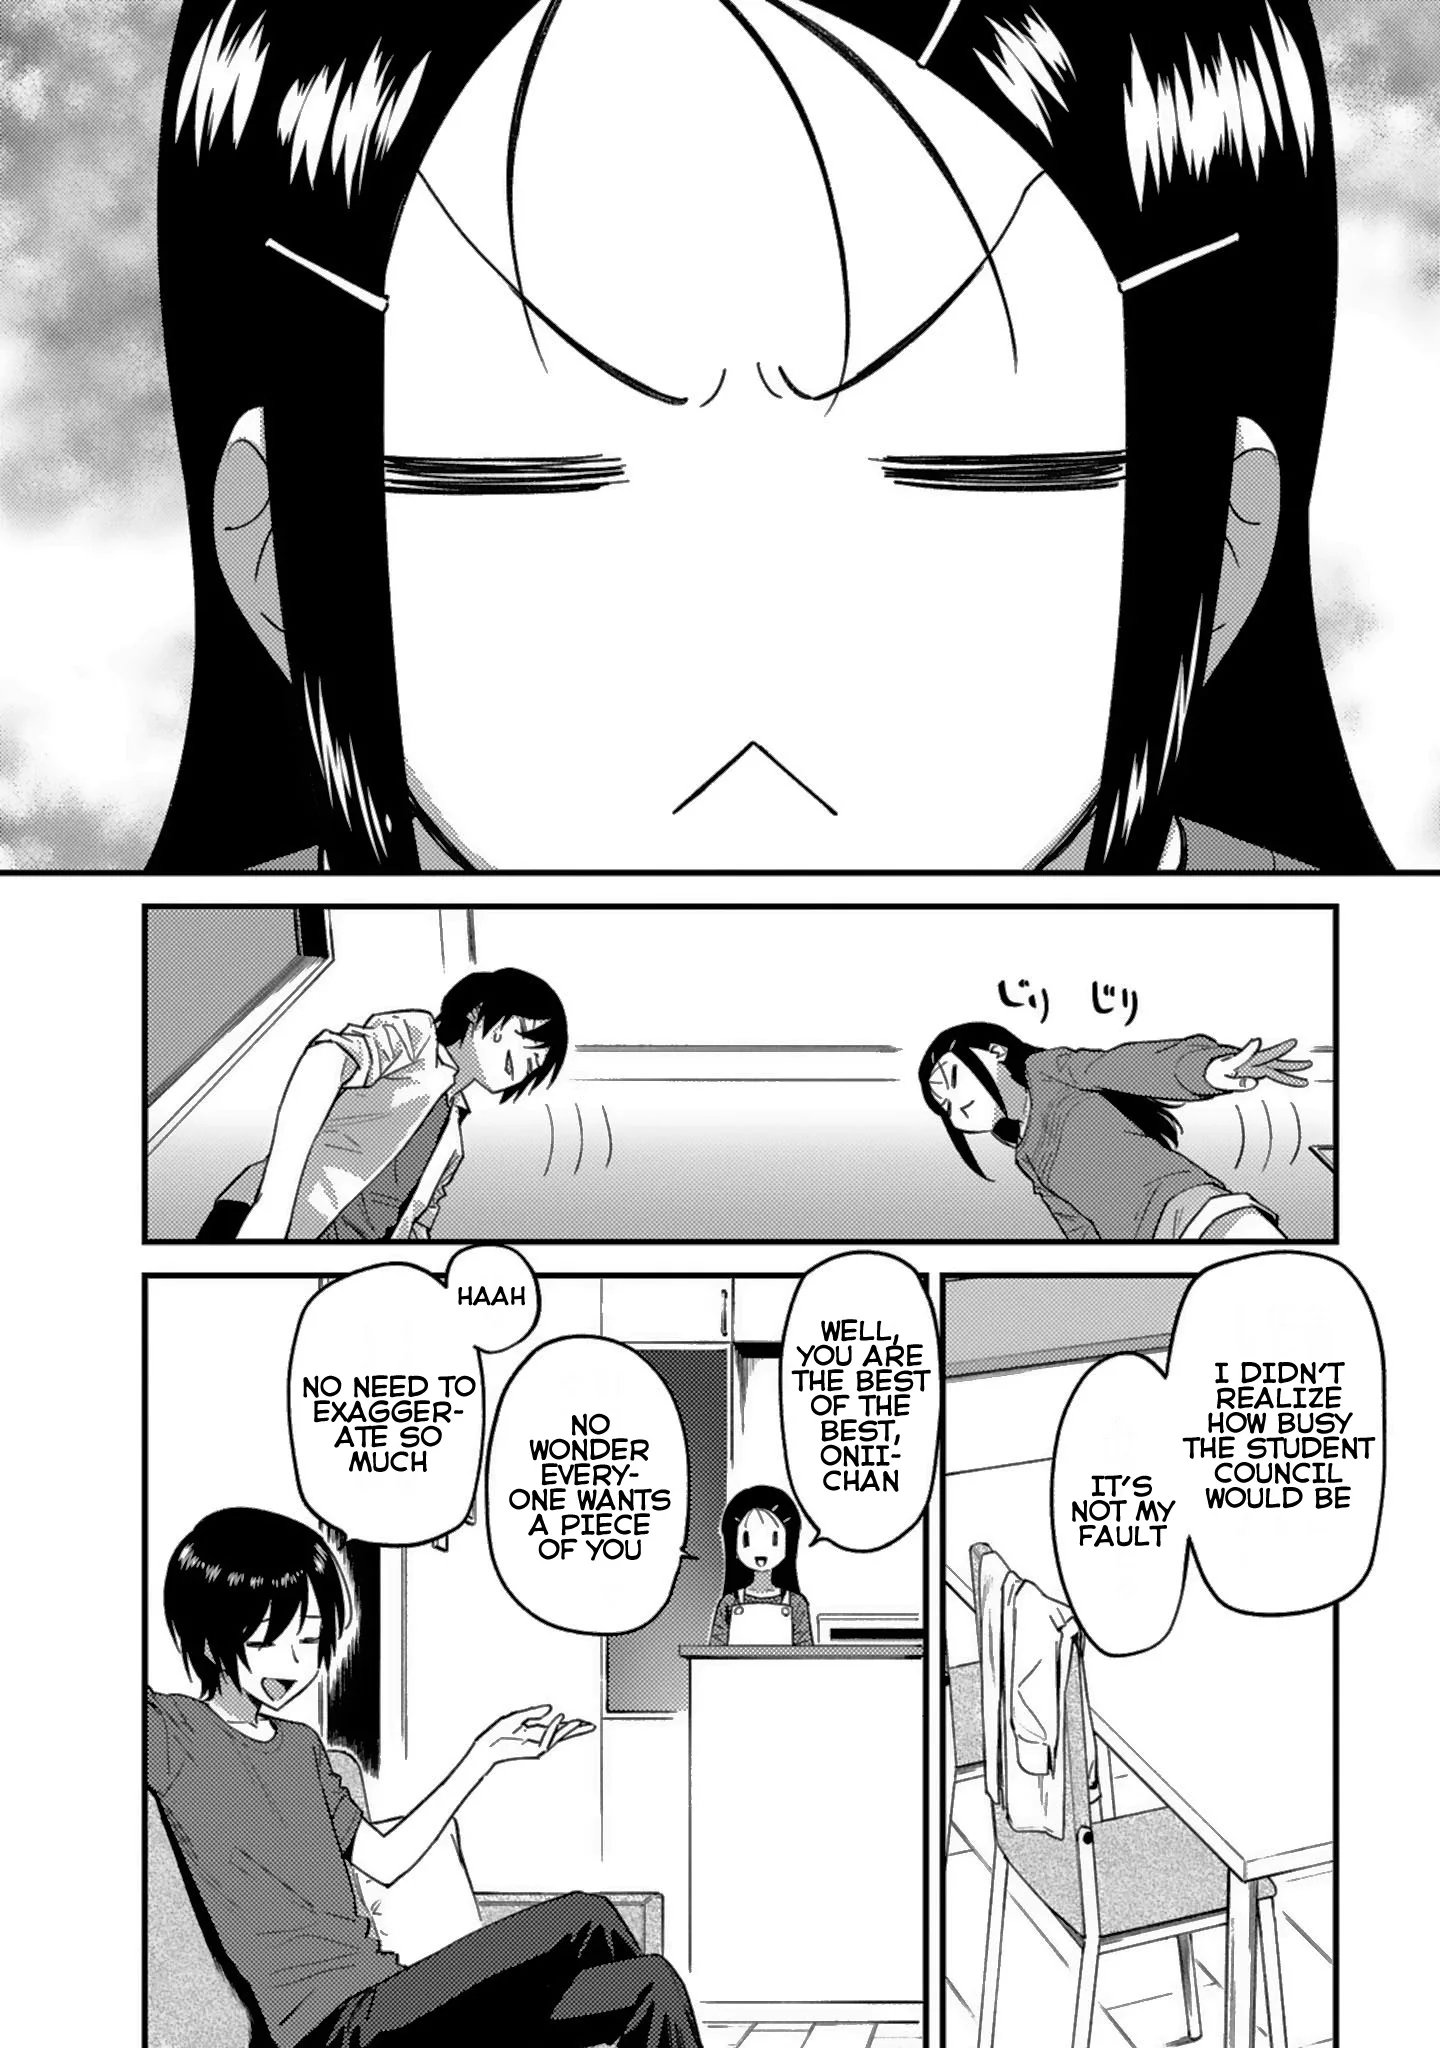 じり
じり
I DIDN'T
REALIZE
HOW BUSY
THE STUDENT
COUNCIL
WOULD BE
IT'S
NOT MY
FAULT
WELL,
YOU ARE
THE BEST
OF THE
BEST,
ONII-
CHAN
NO
WONDER
EVERY-
ONE WANTS
A PIECE
OF YOU
HAAH
NO NEED TO
EXAGGER-
ATE SO
MUCH